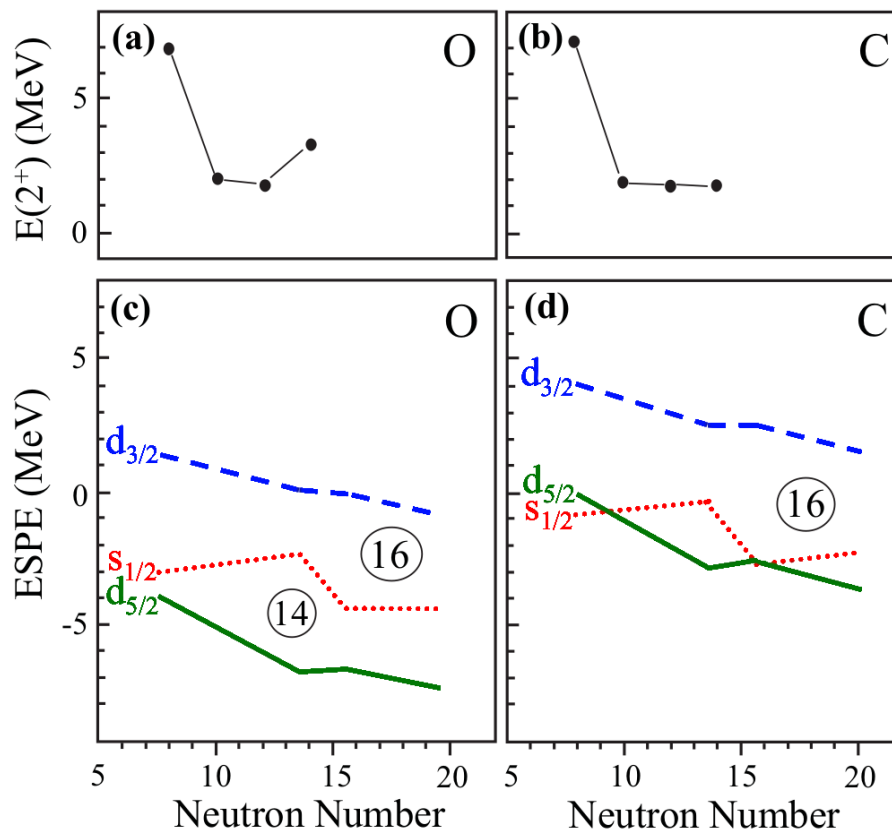 (a) O
(b) C
E(2⁺) (MeV)
5
0
(c) O
(d) C
ESPE (MeV)
5
0
-5
d₃/₂
s₁/₂
d₅/₂
16
14
d₃/₂
d₅/₂
s₁/₂
16
5 10 15 20
5 10 15 20
Neutron Number
Neutron Number